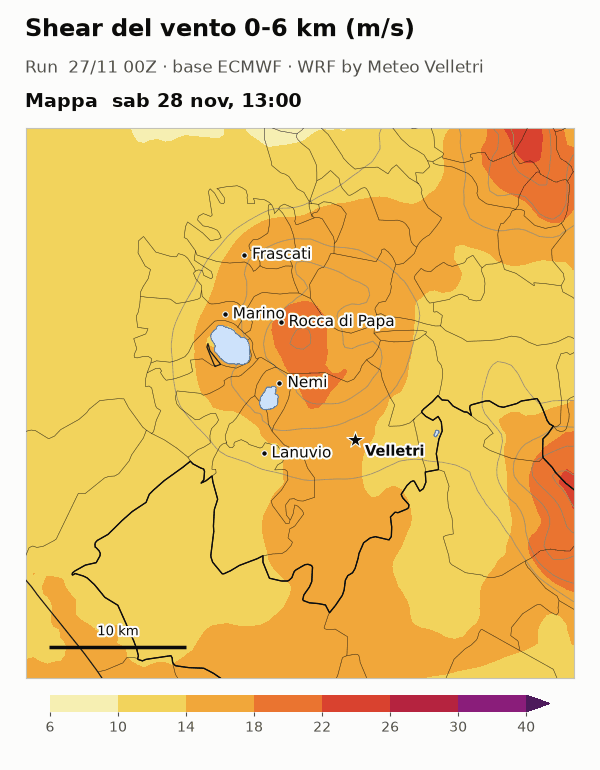 Shear del vento 0-6 km (m/s)
Run  27/11 00Z · base ECMWF · WRF by Meteo Velletri
Mappa  sab 28 nov, 13:00
Frascati
Marino
Rocca di Papa
Nemi
Velletri
Lanuvio
10 km
6 10 14 18 22 26 30 40